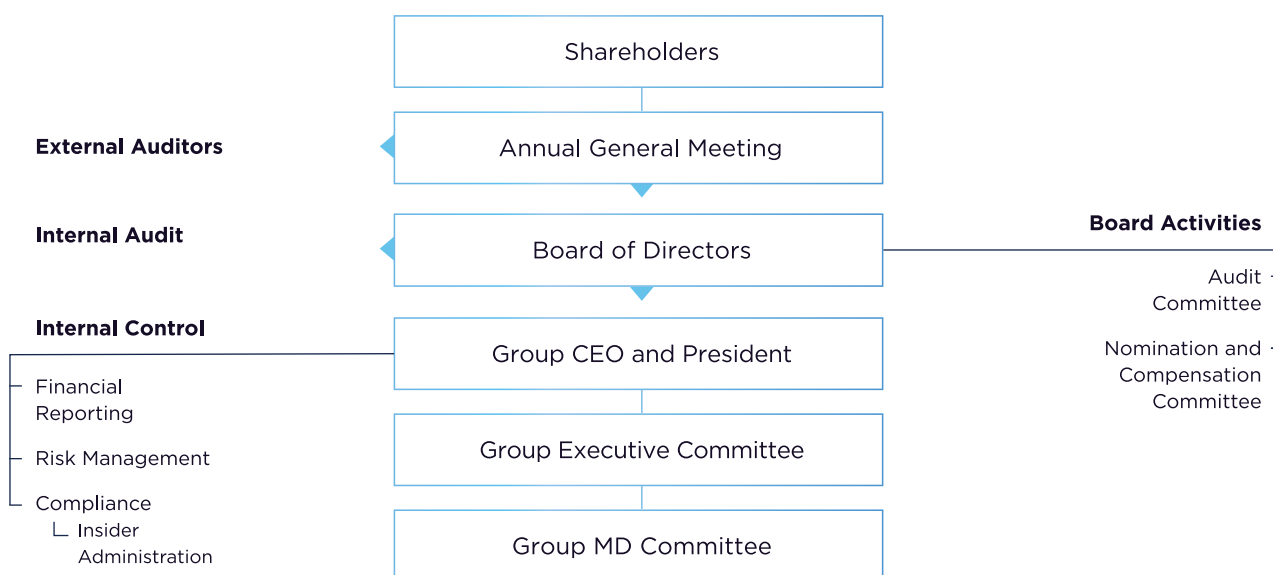 Shareholders
External Auditors
Annual General Meeting
Internal Audit
Board of Directors
Board Activities
Audit
Committee
Nomination and
Compensation
Committee
Internal Control
Group CEO and President
Financial
Reporting
Risk Management
Compliance
Insider
Administration
Group Executive Committee
Group MD Committee